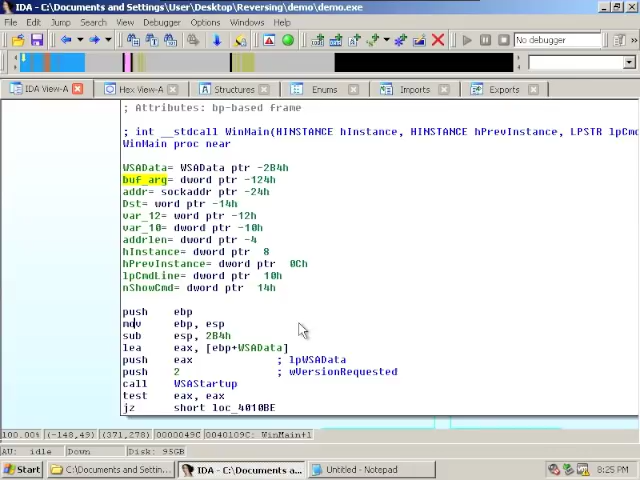 IDA - C:\Documents and Settings\User\Desktop\Reversing\demo\demo.exe
File Edit Jump Search View Debugger Options Windows Help
No debugger
IDA View-A Hex View-A Structures Enums Imports Exports
; Attributes: bp-based frame
; int __stdcall WinMain(HINSTANCE hInstance, HINSTANCE hPrevInstance, LPSTR lpCmd
WinMain proc near
WSAData= WSAData ptr -2B4h
buf_arg= dword ptr -124h
addr= sockaddr ptr -24h
Dst= word ptr -14h
var_12= word ptr -12h
var_10= dword ptr -10h
addrlen= dword ptr -4
hInstance= dword ptr  8
hPrevInstance= dword ptr  0Ch
lpCmdLine= dword ptr  10h
nShowCmd= dword ptr  14h
push ebp
mov ebp, esp
sub esp, 2B4h
lea eax, [ebp+WSAData]
push eax ; lpWSAData
push 2 ; wVersionRequested
call WSAStartup
test eax, eax
jz short loc_4010BE
100.00% (-148,49) (371,278) 0000049C 0040109C: WinMain+1
AU: idle Down Disk: 95GB
Start C:\Documents and Settin... IDA - C:\Documents a... Untitled - Notepad 8:25 PM